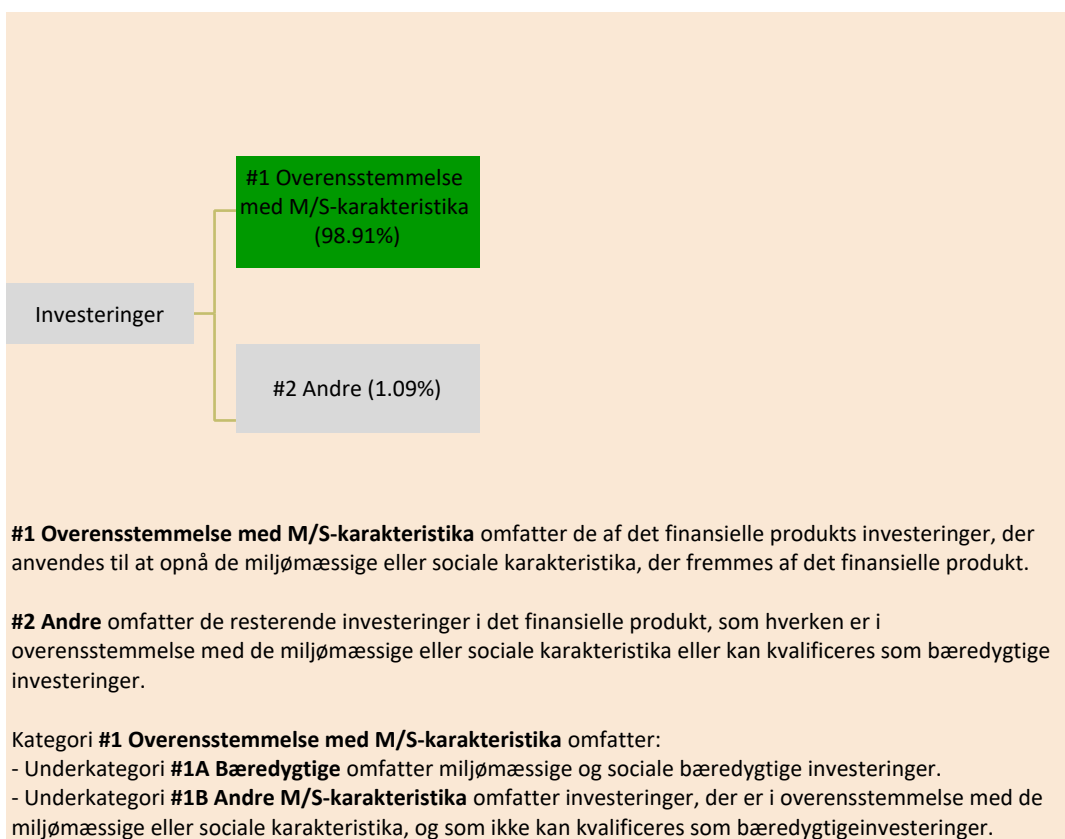 #1 Overensstemmelse
med M/S-karakteristika
(98.91%)
Investeringer
#2 Andre (1.09%)
#1 Overensstemmelse med M/S-karakteristika omfatter de af det finansielle produkts investeringer, der
anvendes til at opnå de miljømæssige eller sociale karakteristika, der fremmes af det finansielle produkt.
#2 Andre omfatter de resterende investeringer i det finansielle produkt, som hverken er i
overensstemmelse med de miljømæssige eller sociale karakteristika eller kan kvalificeres som bæredygtige
investeringer.
Kategori #1 Overensstemmelse med M/S-karakteristika omfatter:
- Underkategori #1A Bæredygtige omfatter miljømæssige og sociale bæredygtige investeringer.
- Underkategori #1B Andre M/S-karakteristika omfatter investeringer, der er i overensstemmelse med de
miljømæssige eller sociale karakteristika, og som ikke kan kvalificeres som bæredygtigeinvesteringer.